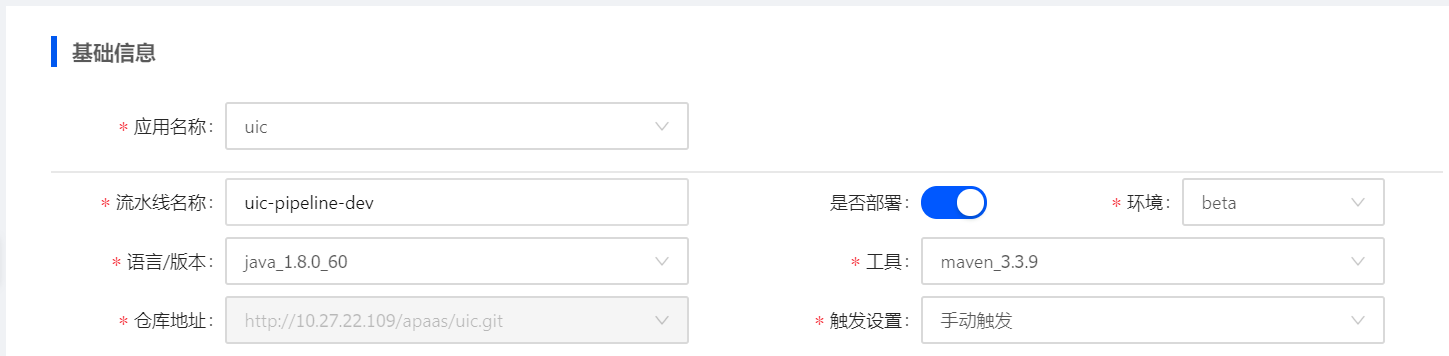 基础信息
* 应用名称: uic
* 流水线名称: uic-pipeline-dev 是否部署: * 环境: beta
* 语言/版本: java_1.8.0_60 * 工具: maven_3.3.9
* 仓库地址: http://10.27.22.109/apaas/uic.git * 触发设置: 手动触发